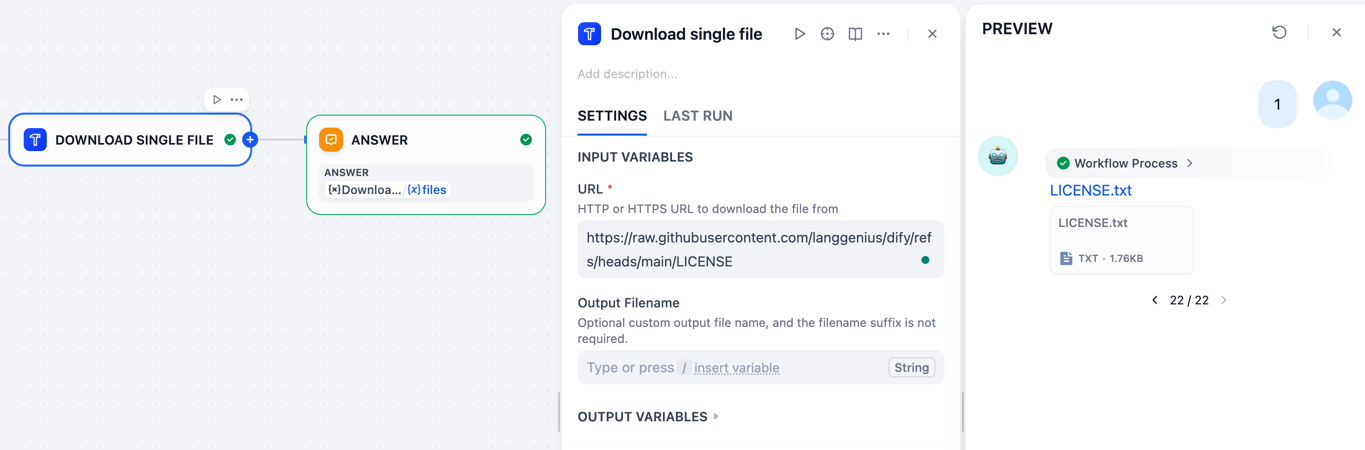 DOWNLOAD SINGLE FILE
ANSWER
ANSWER
{x}Downloa... / {x}files
Download single file
Add description...
SETTINGS LAST RUN
INPUT VARIABLES
URL *
HTTP or HTTPS URL to download the file from
https://raw.githubusercontent.com/langgenius/dify/ref
s/heads/main/LICENSE
Output Filename
Optional custom output file name, and the filename suffix is not
required.
Type or press / insert variable String
OUTPUT VARIABLES
PREVIEW
1
Workflow Process
LICENSE.txt
LICENSE.txt
TXT · 1.76KB
22 / 22